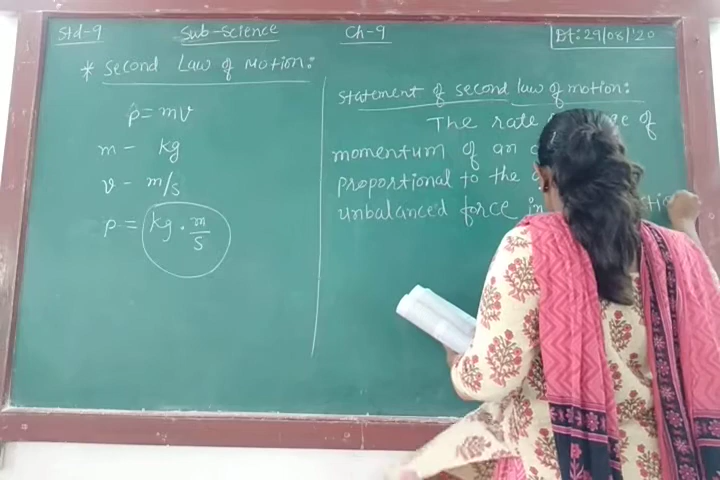 Std-9 Sub-Science Ch-9 Dt: 29/08/'20
* Second Law of Motion:
p = mv
m - kg
v - m/s
p = kg . m/s
Statement of second law of motion:
The rate of
momentum of an
proportional to the
unbalanced force in